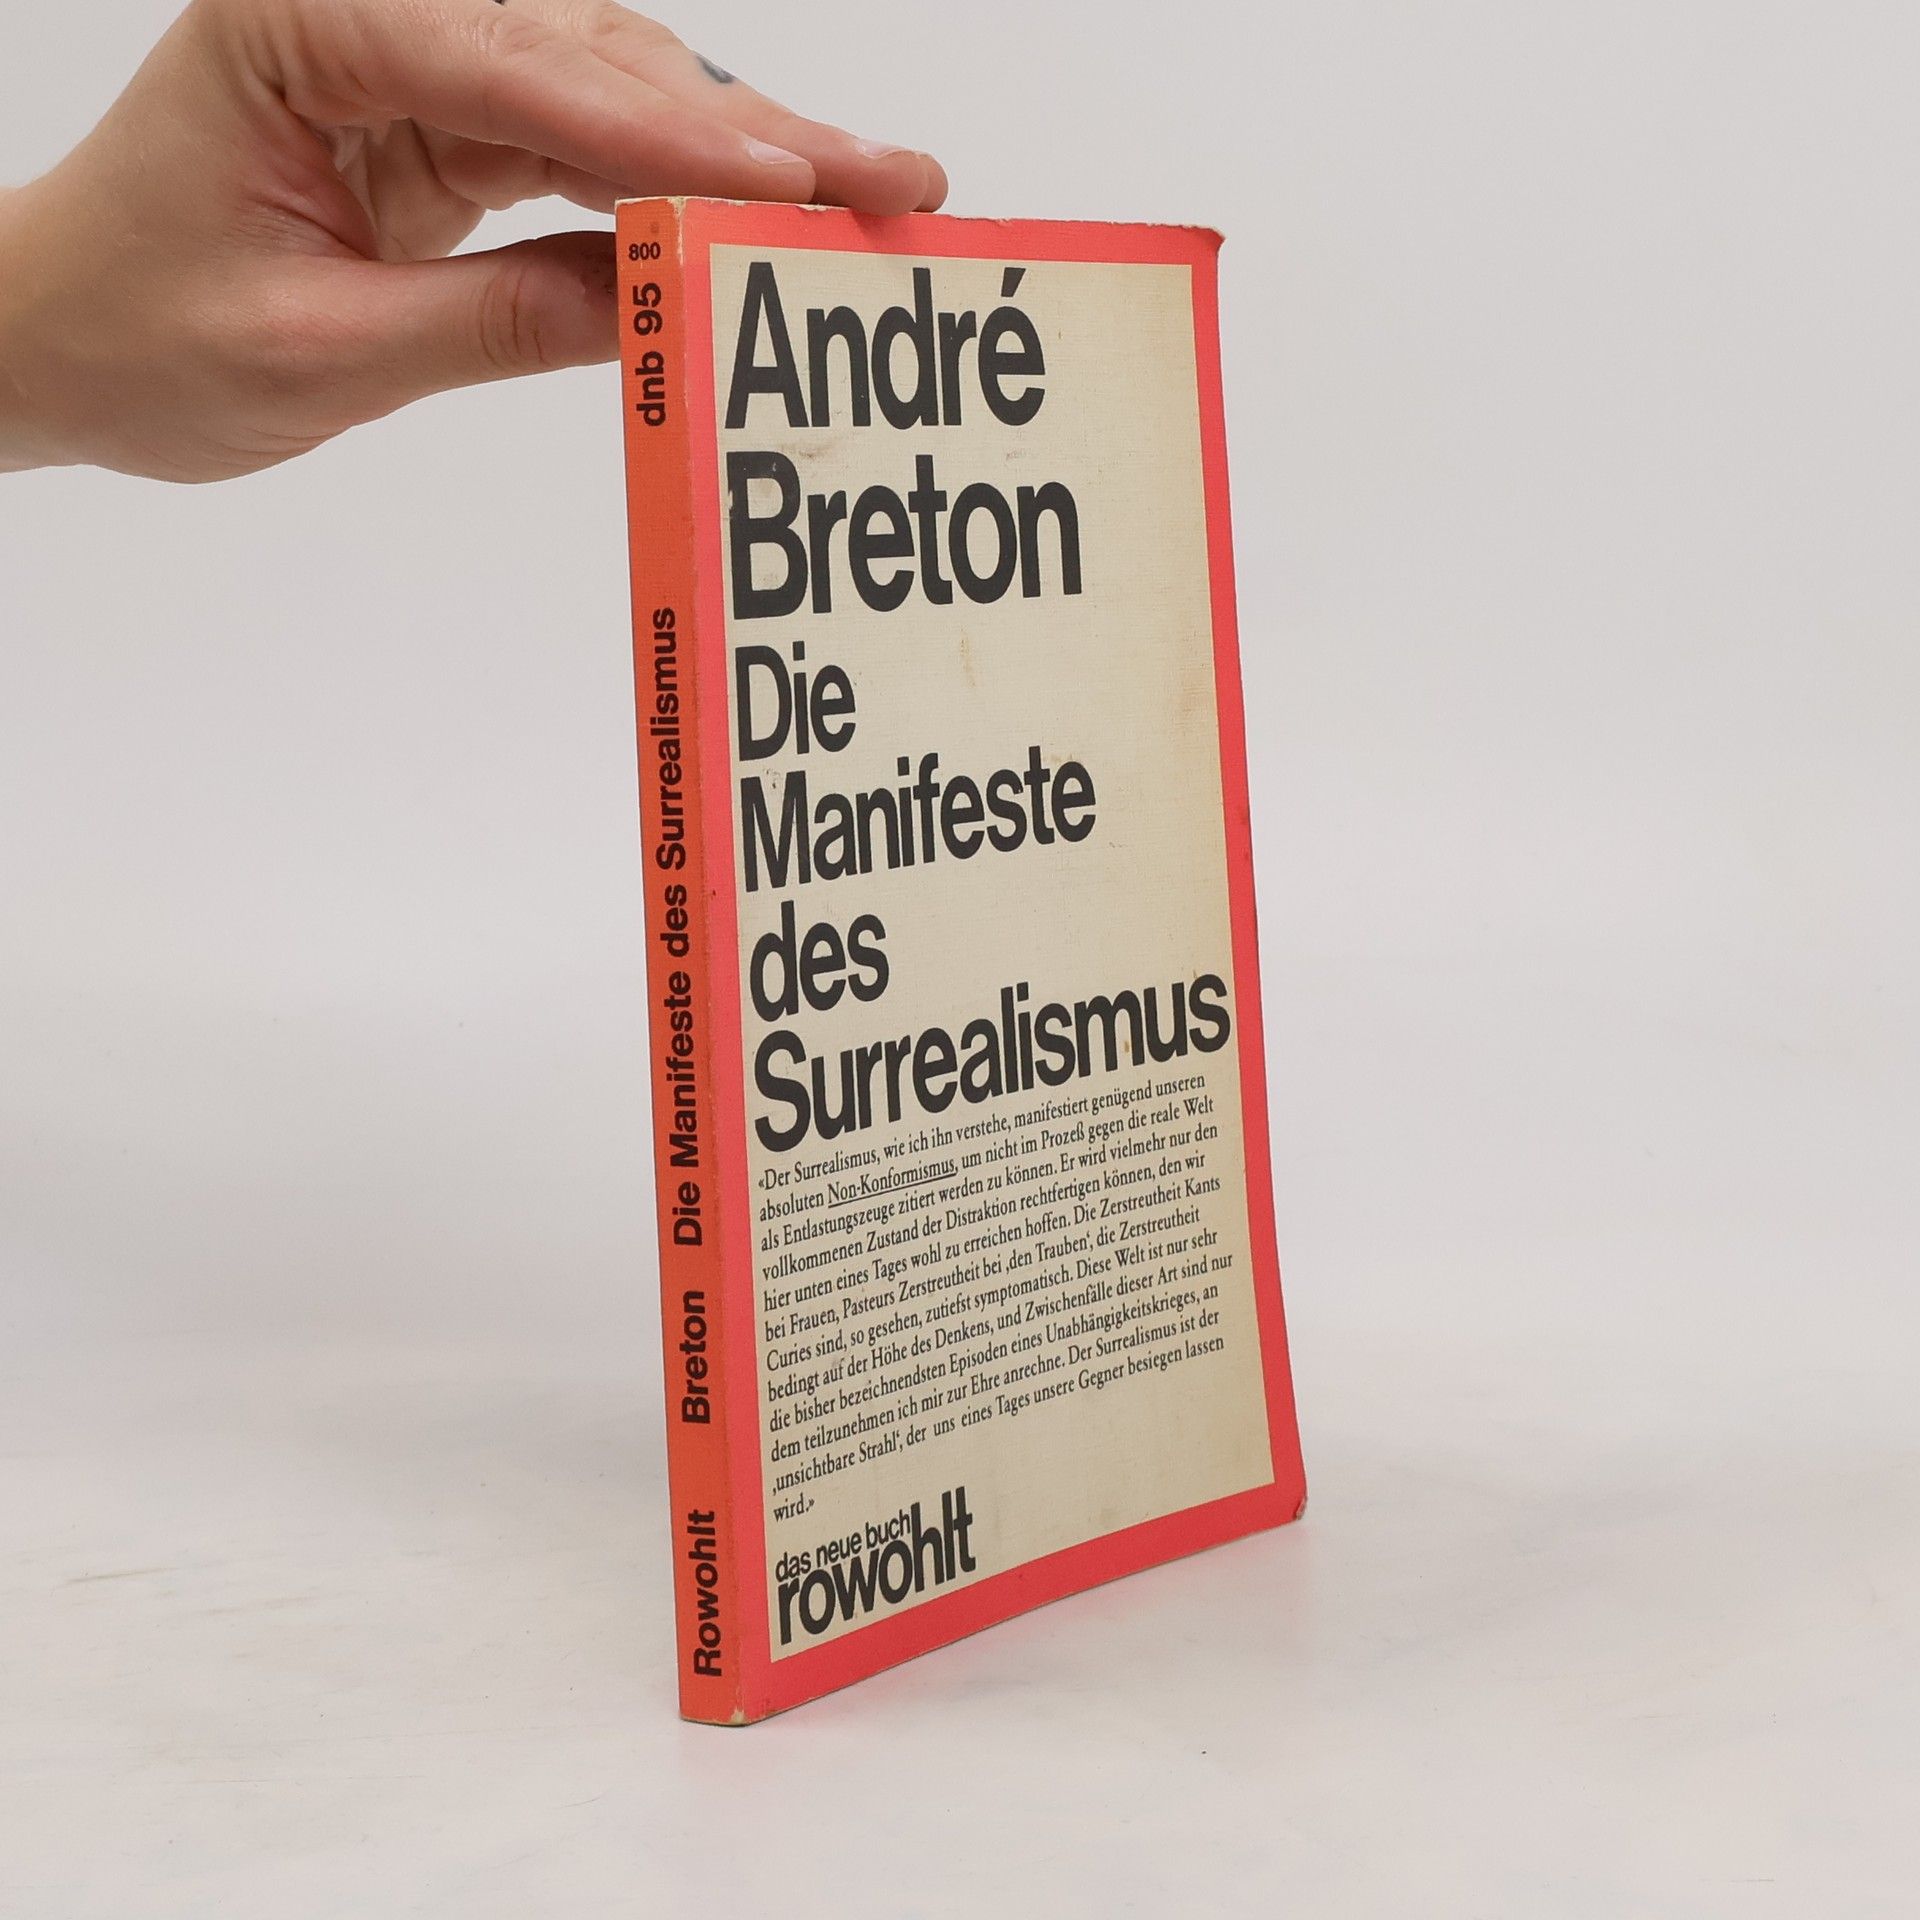 800
dnb 95
Die Manifeste des Surrealismus
Breton
Rowohlt
André
Breton
Die
Manifeste
des
Surrealismus
«Der Surrealismus, wie ich ihn verstehe, manifestiert genügend unseren
absoluten Non-Konformismus, um nicht im Prozeß gegen die reale Welt
als Entlastungszeuge zitiert werden zu können. Er wird vielmehr nur den
vollkommenen Zustand der Distraktion rechtfertigen können, den wir
hier unten eines Tages wohl zu erreichen hoffen. Die Zerstreutheit Kants
bei Frauen, Pasteurs Zerstreutheit bei ‚den Trauben‘, die Zerstreutheit
Curies sind, so gesehen, zutiefst symptomatisch. Diese Welt ist nur sehr
bedingt auf der Höhe des Denkens, und Zwischenfälle dieser Art sind nur
die bisher bezeichnendsten Episoden eines Unabhängigkeitskrieges, an
dem teilzunehmen ich mir zur Ehre anrechne. Der Surrealismus ist der
‚unsichtbare Strahl‘, der uns eines Tages unsere Gegner besiegen lassen
wird.»
das neue buch
rowohlt